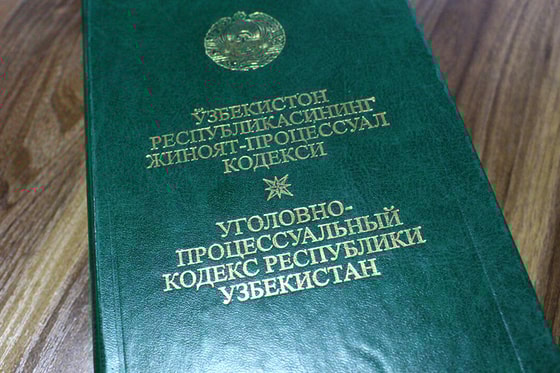 ЎЗБЕКИСТОН
РЕСПУБЛИКАСИНИНГ
ЖИНОЯТ-ПРОЦЕССУАЛ
КОДЕКСИ
УГОЛОВНО-
ПРОЦЕССУАЛЬНЫЙ
КОДЕКС РЕСПУБЛИКИ
УЗБЕКИСТАН